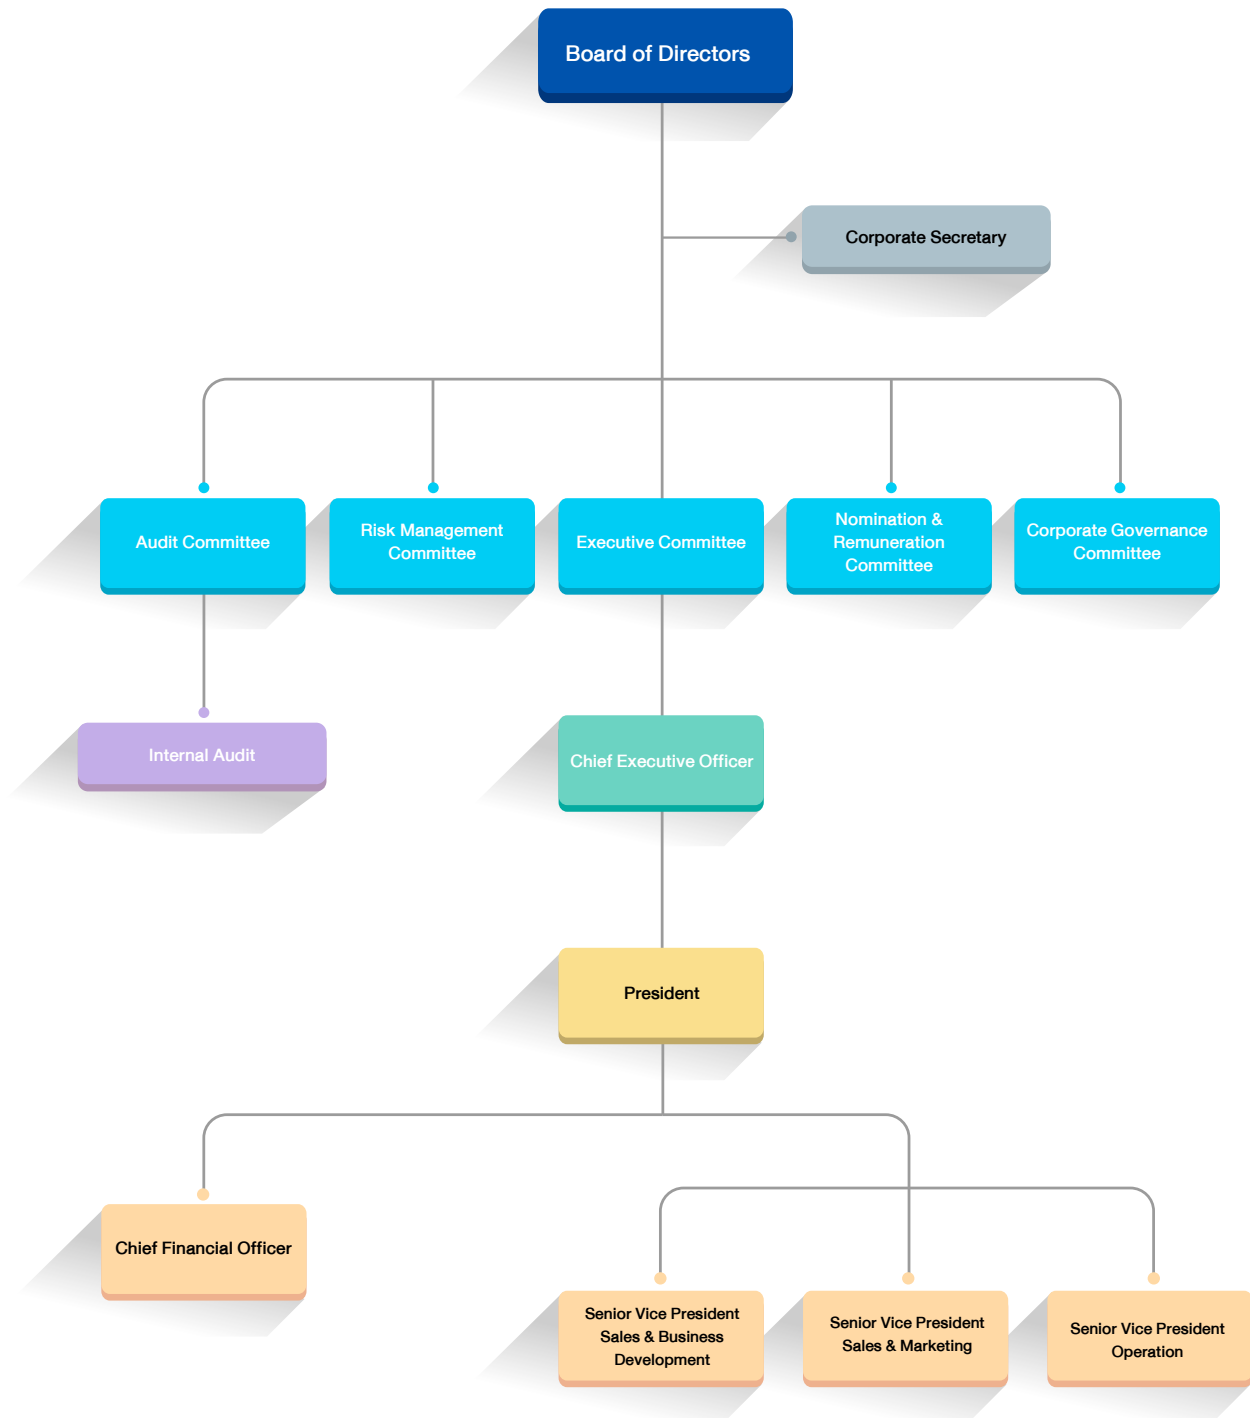 Board of Directors
Corporate Secretary
Audit Committee
Risk Management
Committee
Executive Committee
Nomination &
Remuneration
Committee
Corporate Governance
Committee
Internal Audit
Chief Executive Officer
President
Chief Financial Officer
Senior Vice President
Sales & Business
Development
Senior Vice President
Sales & Marketing
Senior Vice President
Operation